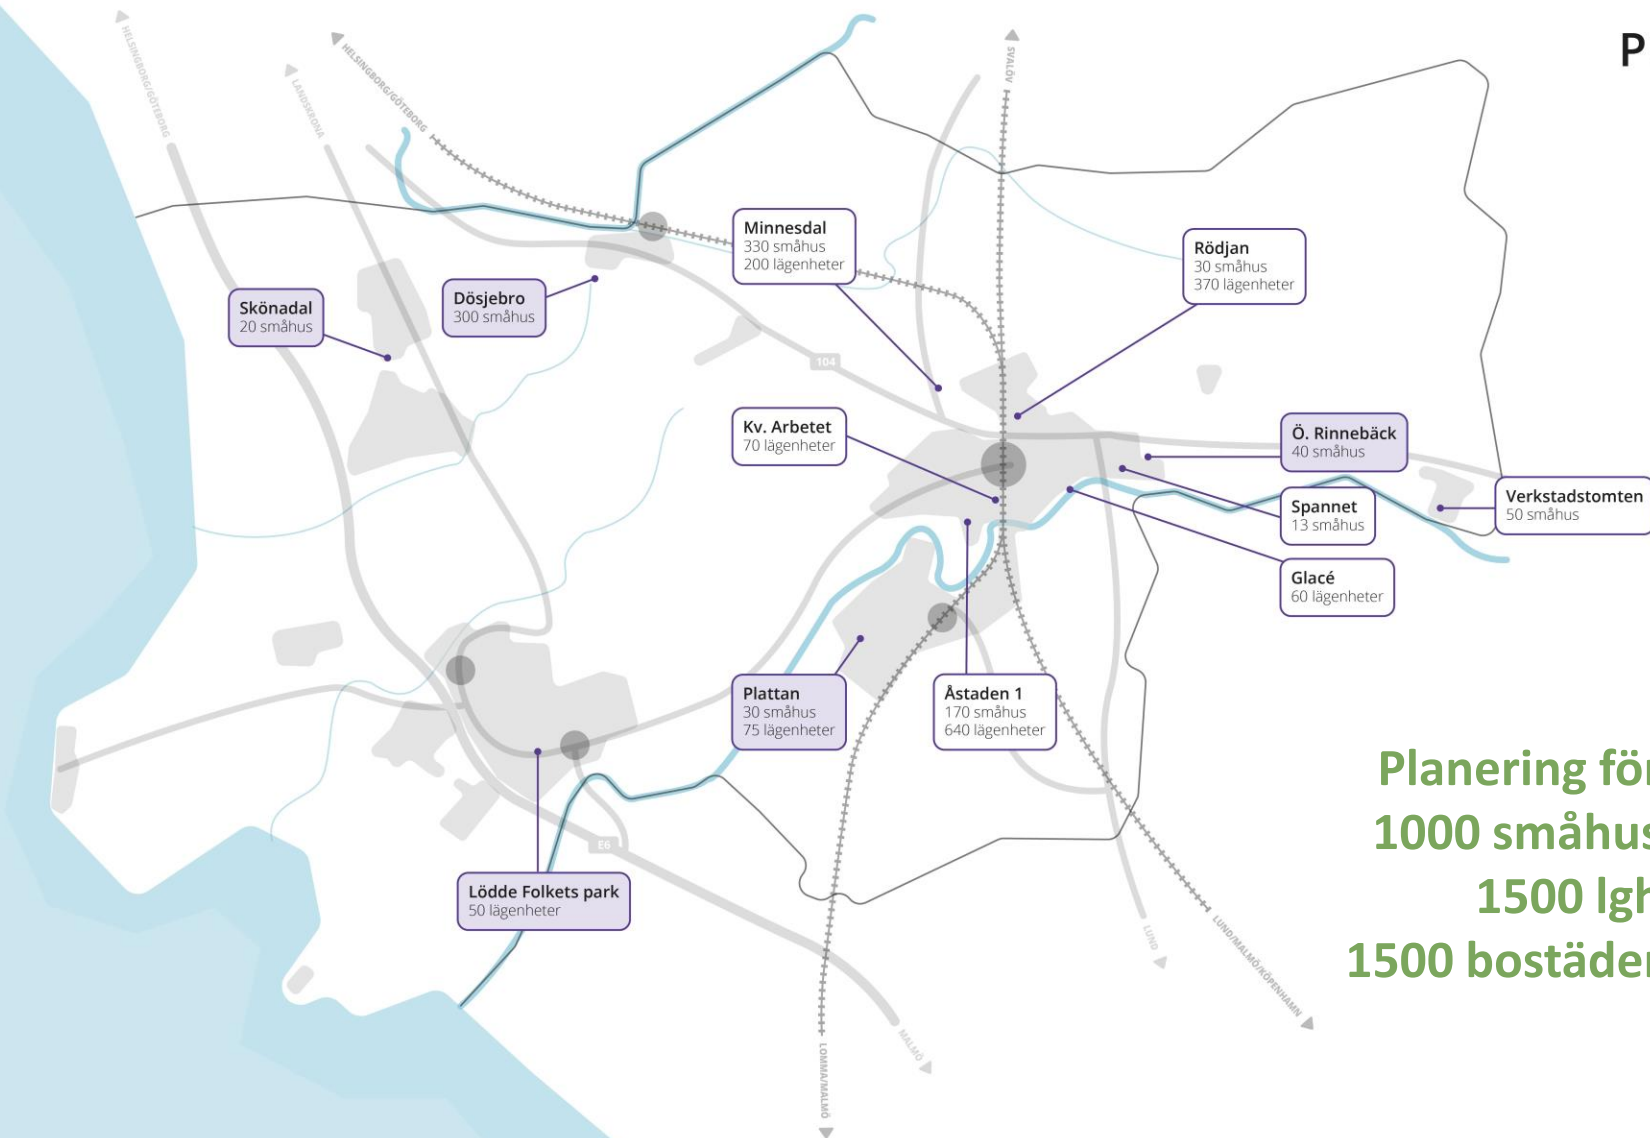 P
HELSINGBORG/GÖTEBORG
LANDSKRONA
HELSINGBORG/GÖTEBORG
SVALÖV
Minnesdal
330 småhus
200 lägenheter
Rödjan
30 småhus
370 lägenheter
Skönadal
20 småhus
Dösjebro
300 småhus
104
Kv. Arbetet
70 lägenheter
Ö. Rinnebäck
40 småhus
Spannet
13 småhus
Verkstadstomten
50 småhus
Glacé
60 lägenheter
Plattan
30 småhus
75 lägenheter
Åstaden 1
170 småhus
640 lägenheter
Planering för
1000 småhus
1500 lgh
1500 bostäder
E6
Lödde Folkets park
50 lägenheter
LUND
LUND/MALMÖ/KÖPENHAMN
MALMÖ
LOMMA/MALMÖ